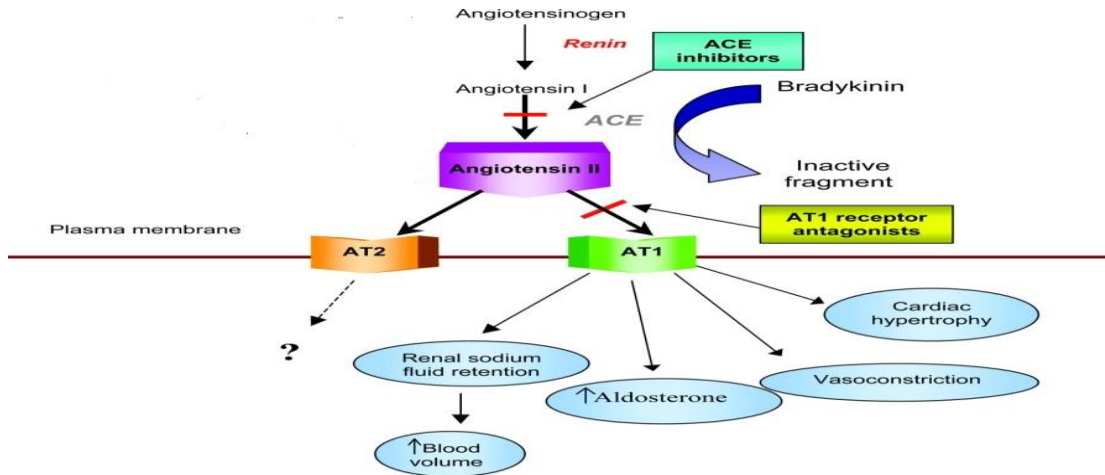 Angiotensinogen
Renin
ACE
inhibitors
Angiotensin I
ACE
Bradykinin
Angiotensin II
Inactive
fragment
AT1 receptor
antagonists
Plasma membrane
AT2
AT1
Cardiac
hypertrophy
?
Renal sodium
fluid retention
Vasoconstriction
↑Aldosterone
↑Blood
volume